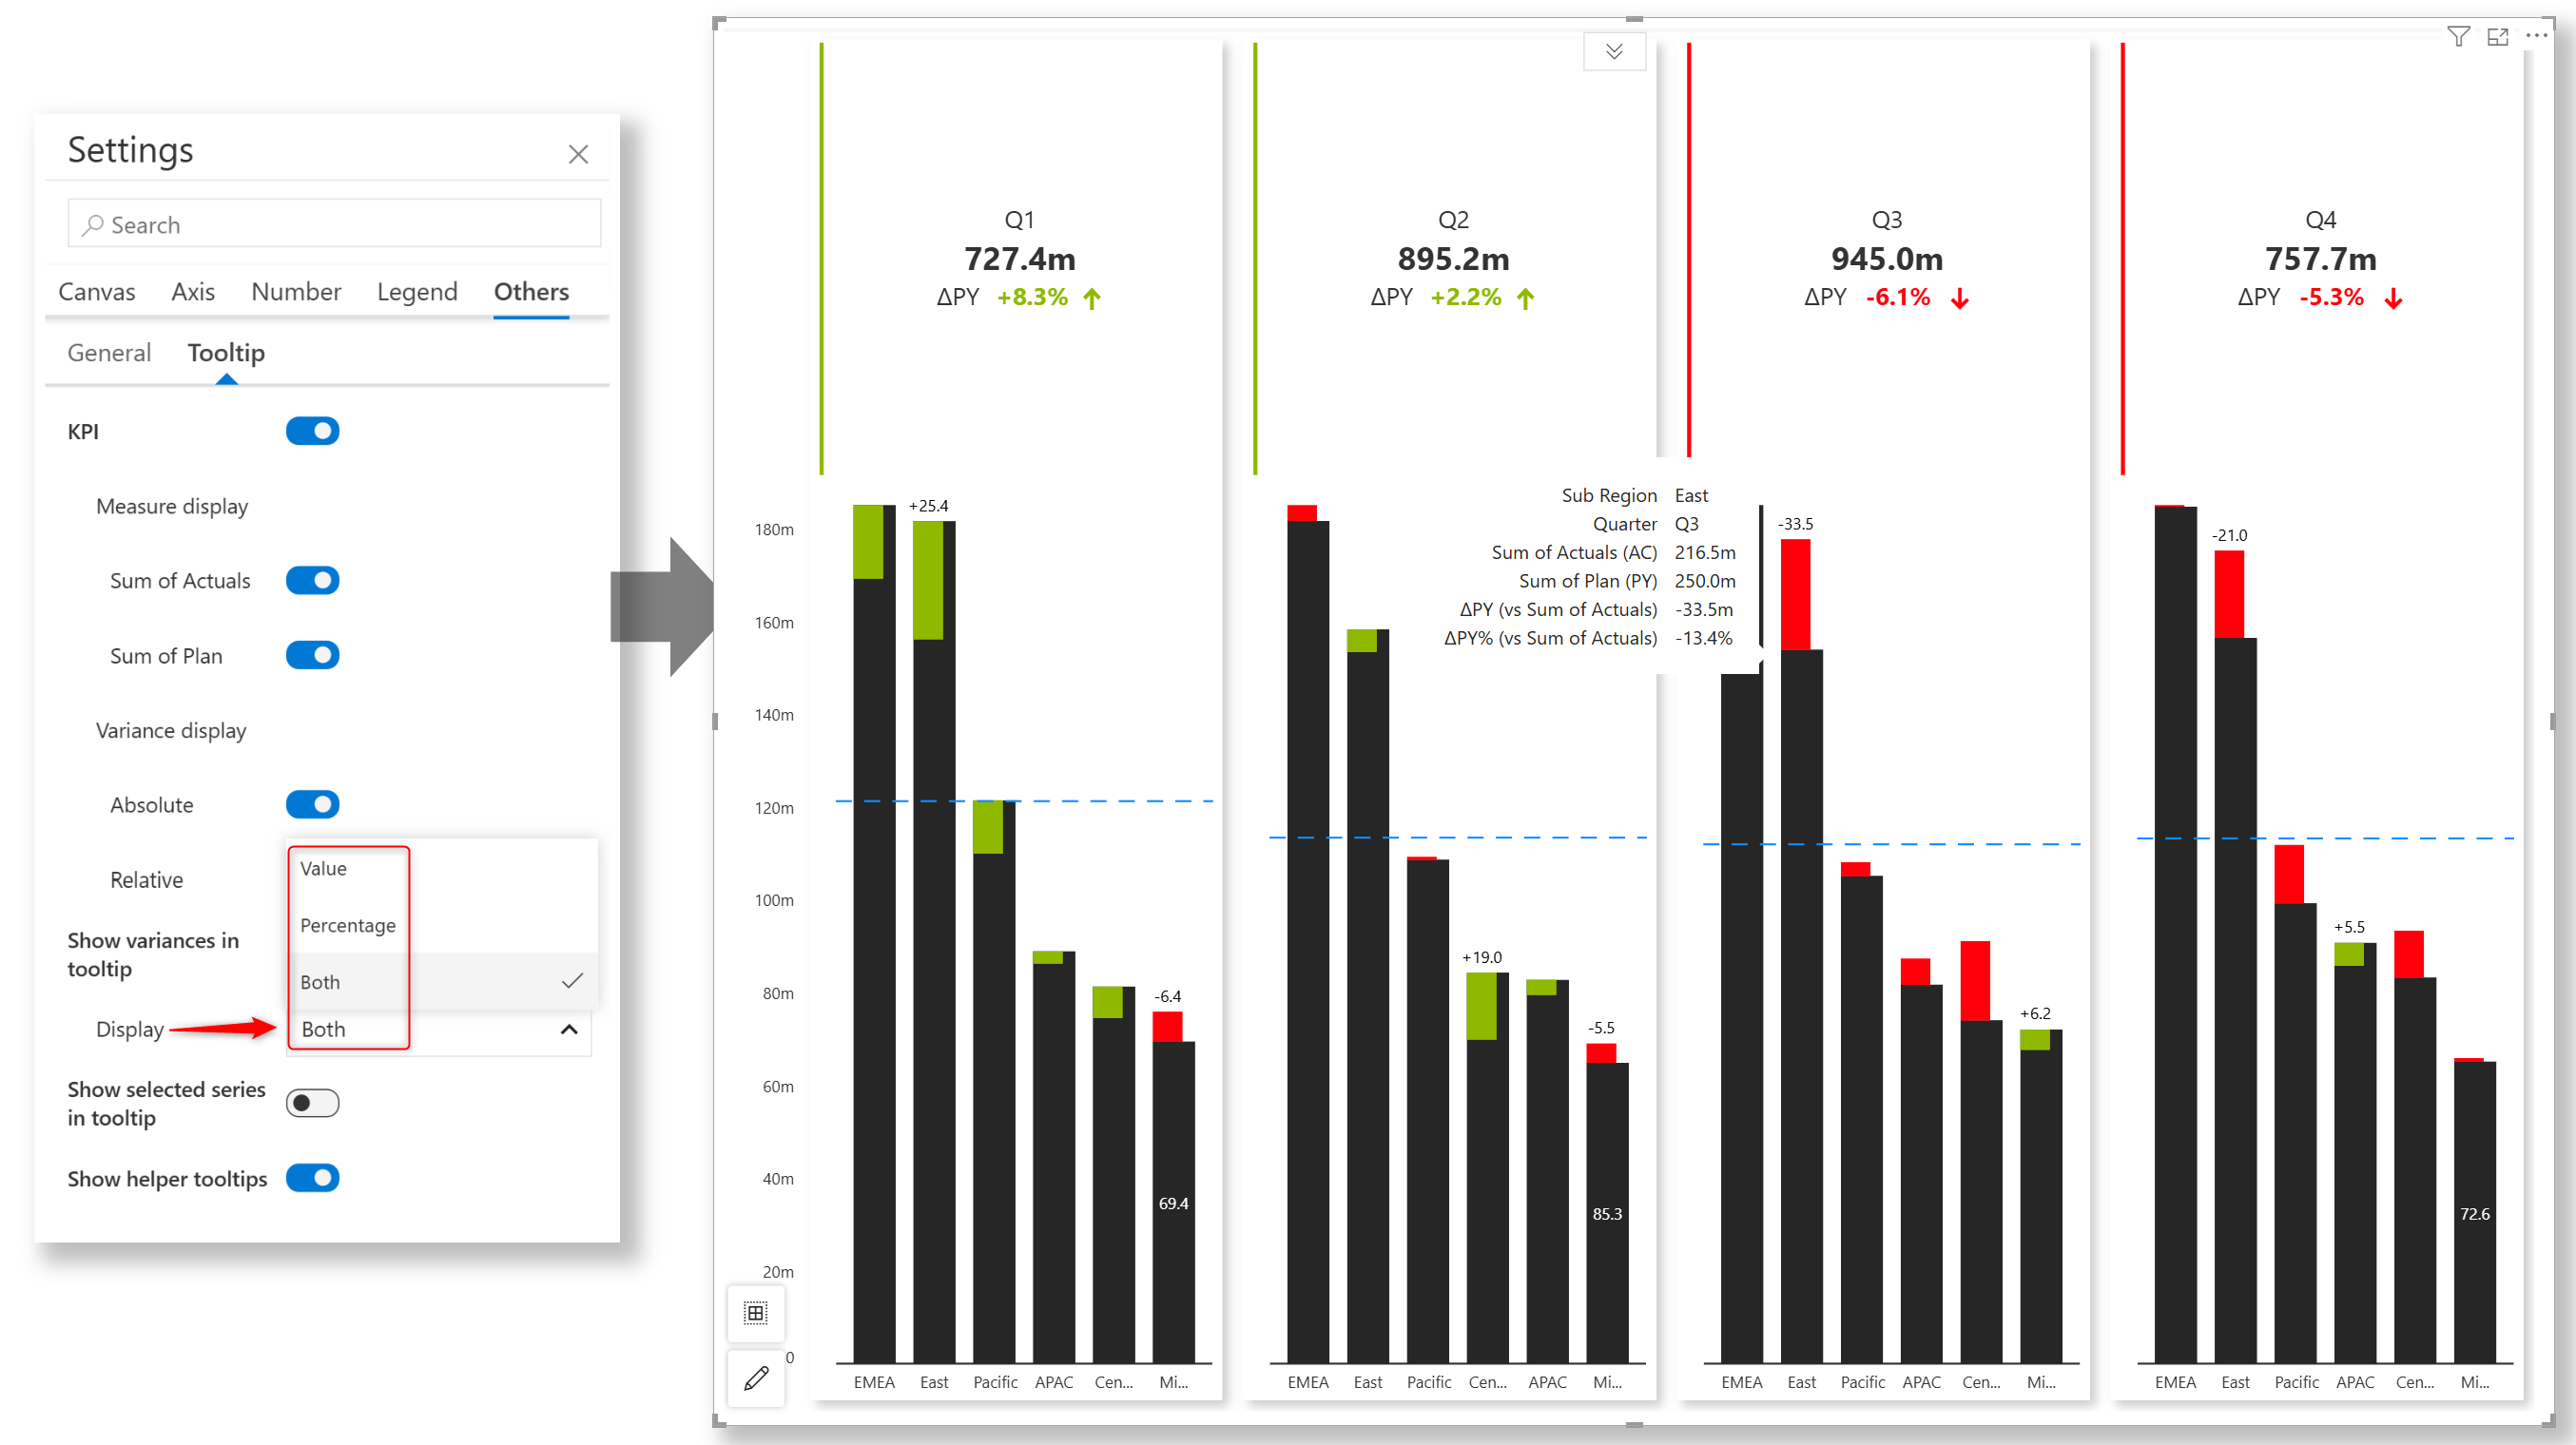 Settings
Search
Canvas Axis Number Legend Others
General Tooltip
KPI
Measure display
Sum of Actuals
Sum of Plan
Variance display
Absolute
Relative
Value
Percentage
Both
Show variances in
tooltip
Display
Both
Show selected series
in tooltip
Show helper tooltips
Q1
727.4m
ΔPY +8.3%
Q2
895.2m
ΔPY +2.2%
Q3
945.0m
ΔPY -6.1%
Q4
757.7m
ΔPY -5.3%
180m
160m
140m
120m
100m
80m
60m
40m
20m
0
+25.4
-6.4
69.4
EMEA East Pacific APAC Cen... Mi...
+19.0
-5.5
85.3
EMEA East Pacific Cen... APAC Mi...
Sub Region East
Quarter Q3
Sum of Actuals (AC) 216.5m
Sum of Plan (PY) 250.0m
ΔPY (vs Sum of Actuals) -33.5m
ΔPY% (vs Sum of Actuals) -13.4%
-33.5
+6.2
EMEA East Pacific APAC Cen... Mi...
-21.0
+5.5
72.6
EMEA East Pacific APAC Cen... Mi...